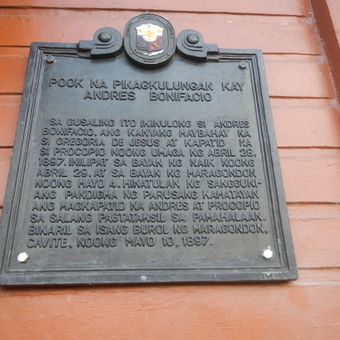 POOK NA PINAGKULUNGAN KAY
ANDRES BONIFACIO
SA GUSALING ITO IKINULONG SI ANDRES
BONIFACIO, ANG KANYANG MAYBAHAY NA
SI GREGORIA DE JESUS AT KAPATID NA
SI PROCOPIO NOONG UMAGA NG ABRIL 28,
1897. INILIPAT SA BAYAN NG NAIK NOONG
ABRIL 29, AT SA BAYAN NG MARAGONDON
NOONG MAYO 4. HINATULAN NG SANGGUNI-
ANG PANDIGMA NG PARUSANG KAMATAYAN
ANG MAGKAPATID NA ANDRES AT PROCOPIO
SA SALANG PAGTATAKSIL SA PAMAHALAAN.
BINARIL SA ISANG BUROL NG MARAGONDON,
CAVITE, NOONG MAYO 10, 1897.